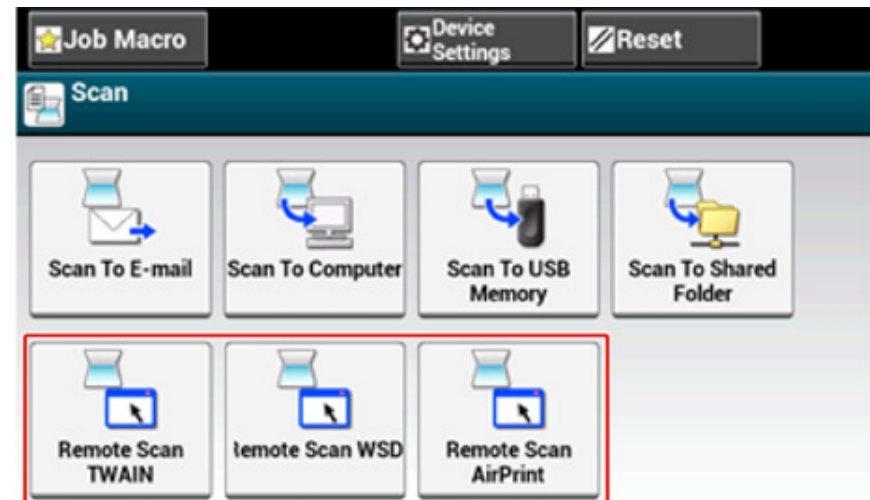 Job Macro
Device
Settings
Reset
Scan
Scan To E-mail
Scan To Computer
Scan To USB
Memory
Scan To Shared
Folder
Remote Scan
TWAIN
Remote Scan WSD
Remote Scan
AirPrint